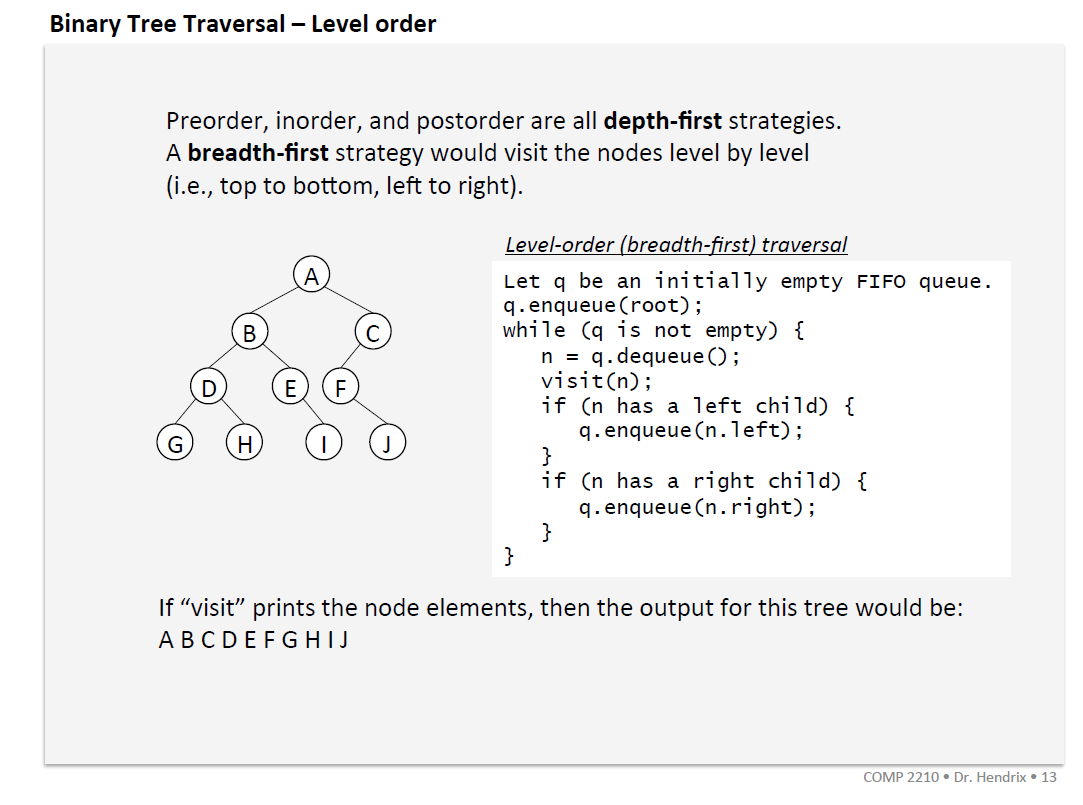 Binary Tree Traversal – Level order
Preorder, inorder, and postorder are all depth-first strategies.
A breadth-first strategy would visit the nodes level by level
(i.e., top to bottom, left to right).
A
B C
D E F
G H I J
Level-order (breadth-first) traversal
Let q be an initially empty FIFO queue.
q.enqueue(root);
while (q is not empty) {
   n = q.dequeue();
   visit(n);
   if (n has a left child) {
      q.enqueue(n.left);
   }
   if (n has a right child) {
      q.enqueue(n.right);
   }
}
If “visit” prints the node elements, then the output for this tree would be:
A B C D E F G H I J
COMP 2210 • Dr. Hendrix • 13